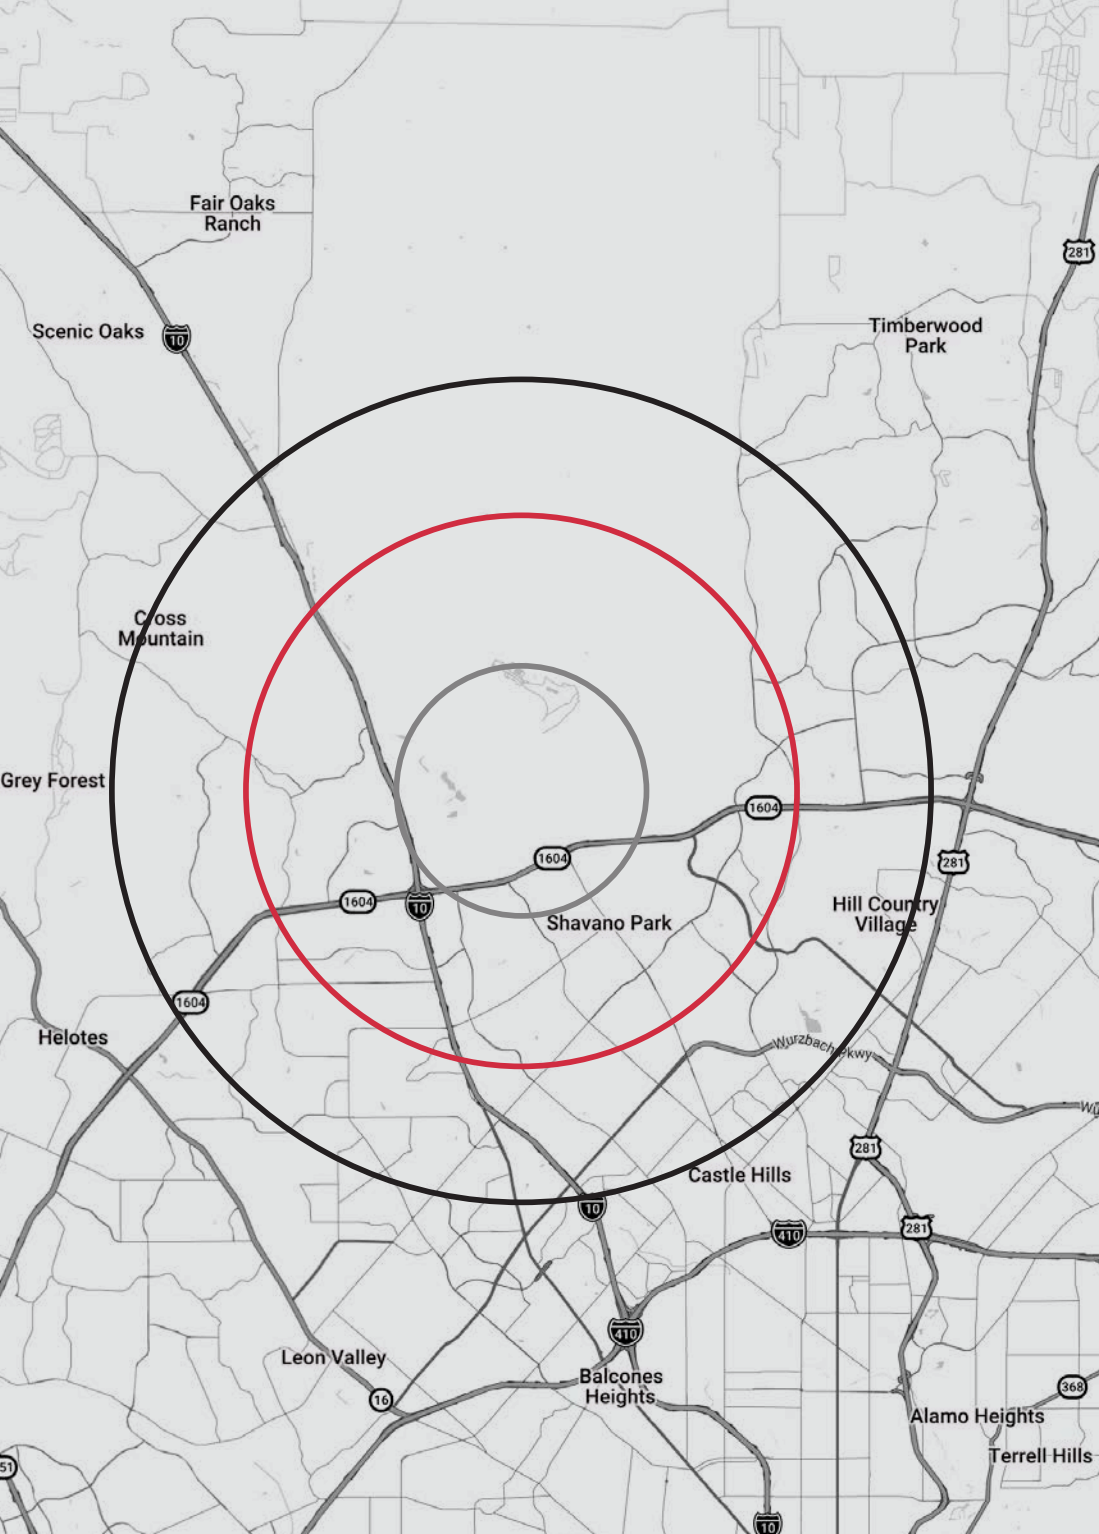 Fair Oaks
Ranch
281
Scenic Oaks
10
Timberwood
Park
Cross
Mountain
Grey Forest
1604
1604
281
1604
10
Hill Country
Village
Shavano Park
1604
Helotes
Wurzbach Pkwy
Wu
281
Castle Hills
10
281
410
410
Leon Valley
Balcones
Heights
368
16
Alamo Heights
Terrell Hills
51
10